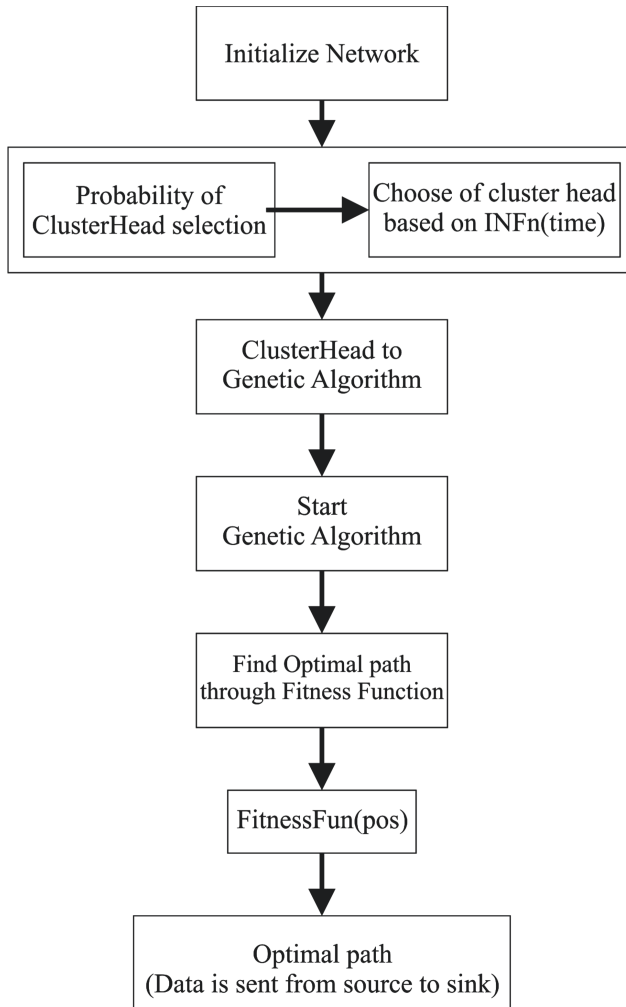 Initialize Network
Probability of
ClusterHead selection
Choose of cluster head
based on INFn(time)
ClusterHead to
Genetic Algorithm
Start
Genetic Algorithm
Find Optimal path
through Fitness Function
FitnessFun(pos)
Optimal path
(Data is sent from source to sink)